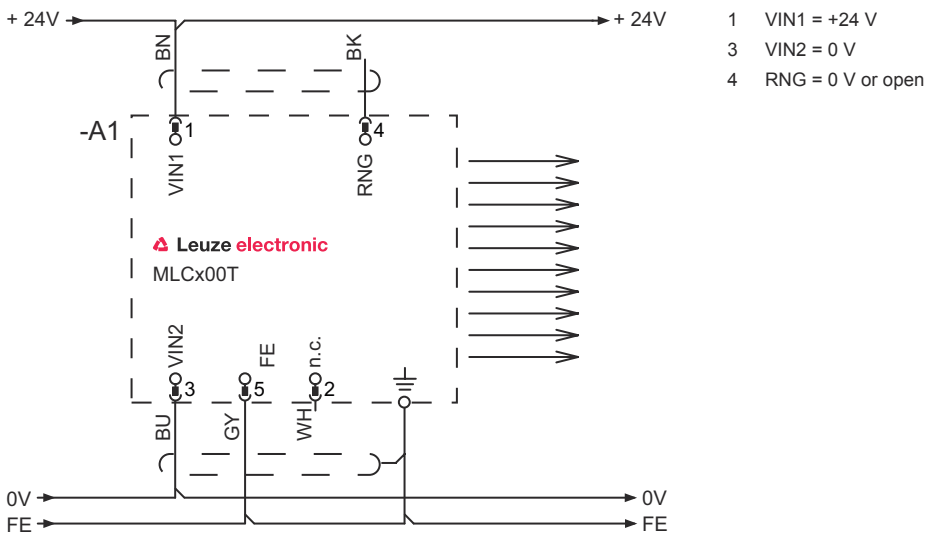 + 24V
+ 24V
1 VIN1 = +24 V
3 VIN2 = 0 V
4 RNG = 0 V or open
BN
BK
-A1
1
4
VIN1
RNG
Leuze electronic
MLCx00T
VIN2
FE
n.c.
3
5
2
BU
GY
WH
0V
0V
FE
FE